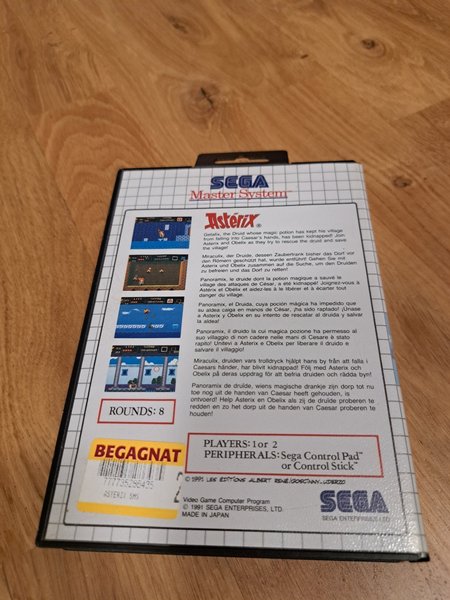 SEGA
Master System™
Astérix ®
Getafix, the Druid whose magic potion has kept his village
from falling into Caesar's hands, has been kidnapped! Join
Asterix and Obelix as they try to rescue the druid and save
the village!
Miraculix, der Druide, dessen Zaubertrank bisher das Dorf vor
den Römern geschützt hat, wurde entführt! Gehen Sie mit
Asterix und Obelix zusammen auf die Suche, um den Druiden
zu befreien und das Dorf zu retten!
Panoramix, le druide dont la potion magique a sauvé le
village des attaques de César, a été kidnappé! Joignez-vous à
Astérix et Obélix et aidez-les à le libérer et à écarter tout
danger du village.
Panoramix, el Druida, cuya poción mágica ha impedido que
su aldea caiga en manos de César, ¡ha sido raptado! ¡Únase
a Asterix y Obelix en su intento de rescatar al druida y salvar
la aldea!
Panoramix, il druido la cui magica pozione ha permesso al
suo villaggio di non cadere nelle mani di Cesare è stato
rapito! Unitevi a Asterix e Obelix per liberare il druido e
salvare il villaggio!
Miraculix, druiden vars trolldryck hjälpt hans by från att falla i
Caesars händer, har blivit kidnappad! Följ med Asterix och
Obelix på deras uppdrag för att befria druiden och rädda byn!
Panoramix de druïde, wiens magische drankje zijn dorp tot nu
toe nog uit de handen van Caesar heeft kunnen houden, is
ontvoerd! Help Asterix en Obelix als zij de druïde proberen te
redden en zo het dorp uit de handen van Caesar proberen te
houden!
ROUNDS: 8
PLAYERS: 1 or 2
PERIPHERALS: Sega Control Pad™
or Control Stick™
BEGAGNAT
ASTERIX SMS
© 1991 LES ÉDITIONS ALBERT RENÉ/GOSCINNY-UDERZO
Video Game Computer Program
© 1991 SEGA ENTERPRISES, LTD.
MADE IN JAPAN
SEGA
SEGA ENTERPRISES LTD.